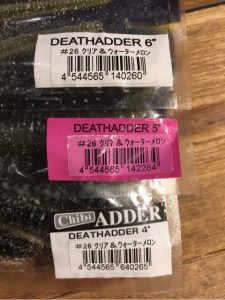 DEATHADDER 6"
#26 クリア＆ウォーターメロン
4 544565 140260
DEATHADDER 5"
#26 クリア＆ウォーターメロン
4 544565 142264
Chibi ADDER
DEATHADDER 4"
#26 クリア＆ウォーターメロン
4 544565 640265